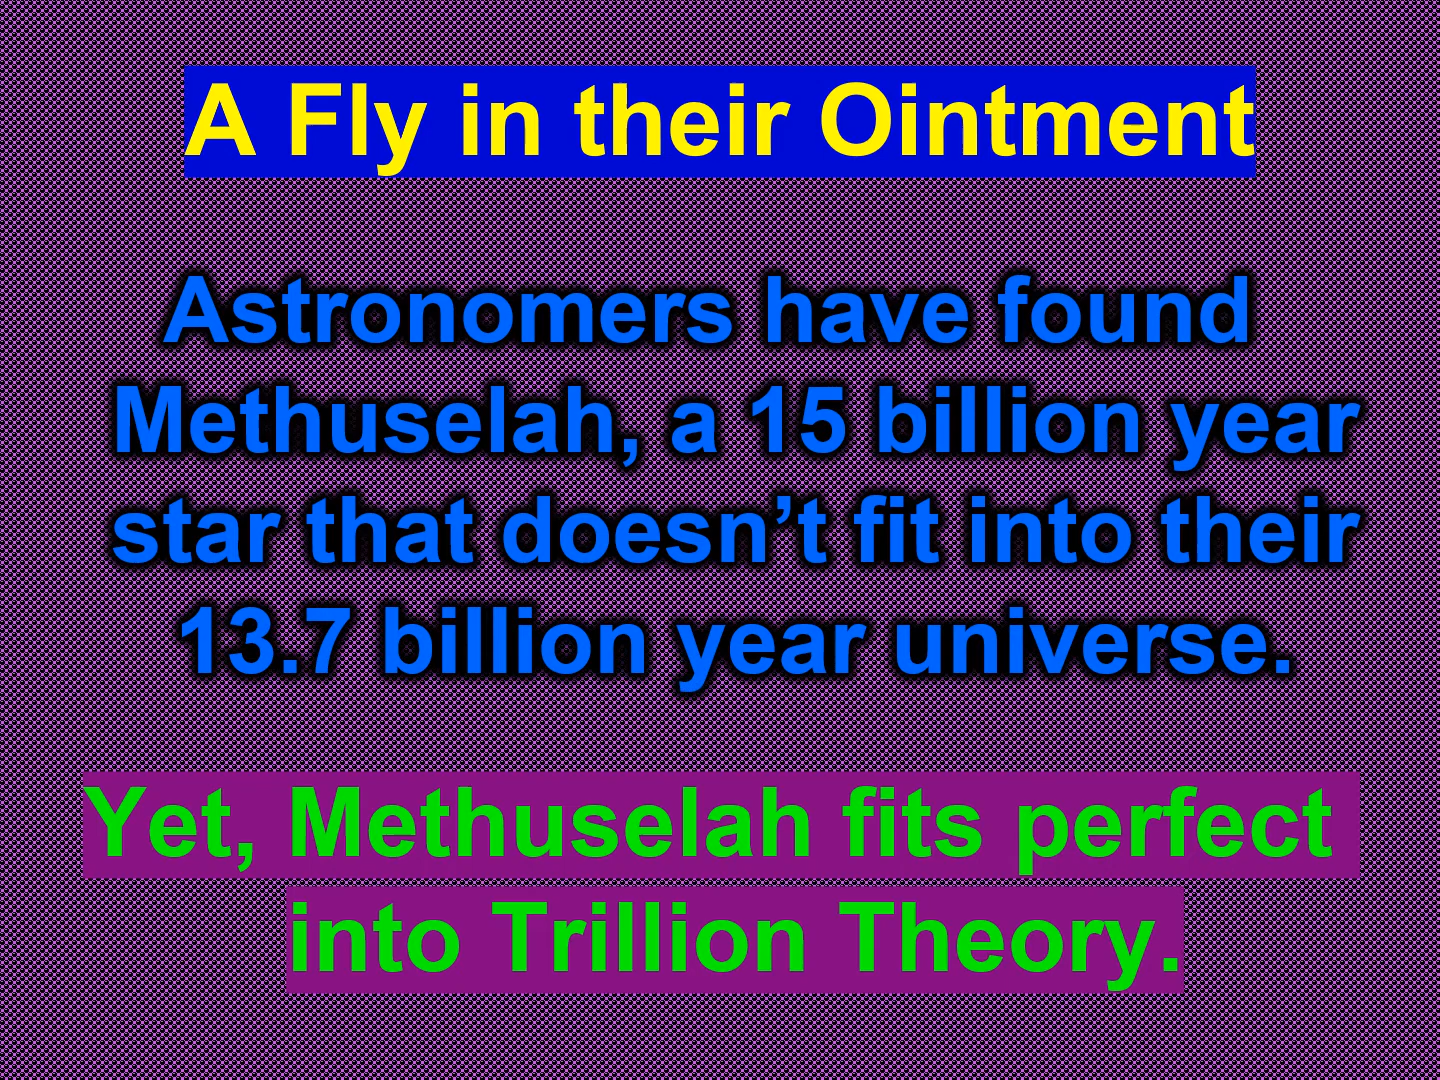 A Fly in their Ointment
Astronomers have found
Methuselah, a 15 billion year
star that doesn’t fit into their
13.7 billion year universe.
Yet, Methuselah fits perfect
into Trillion Theory.